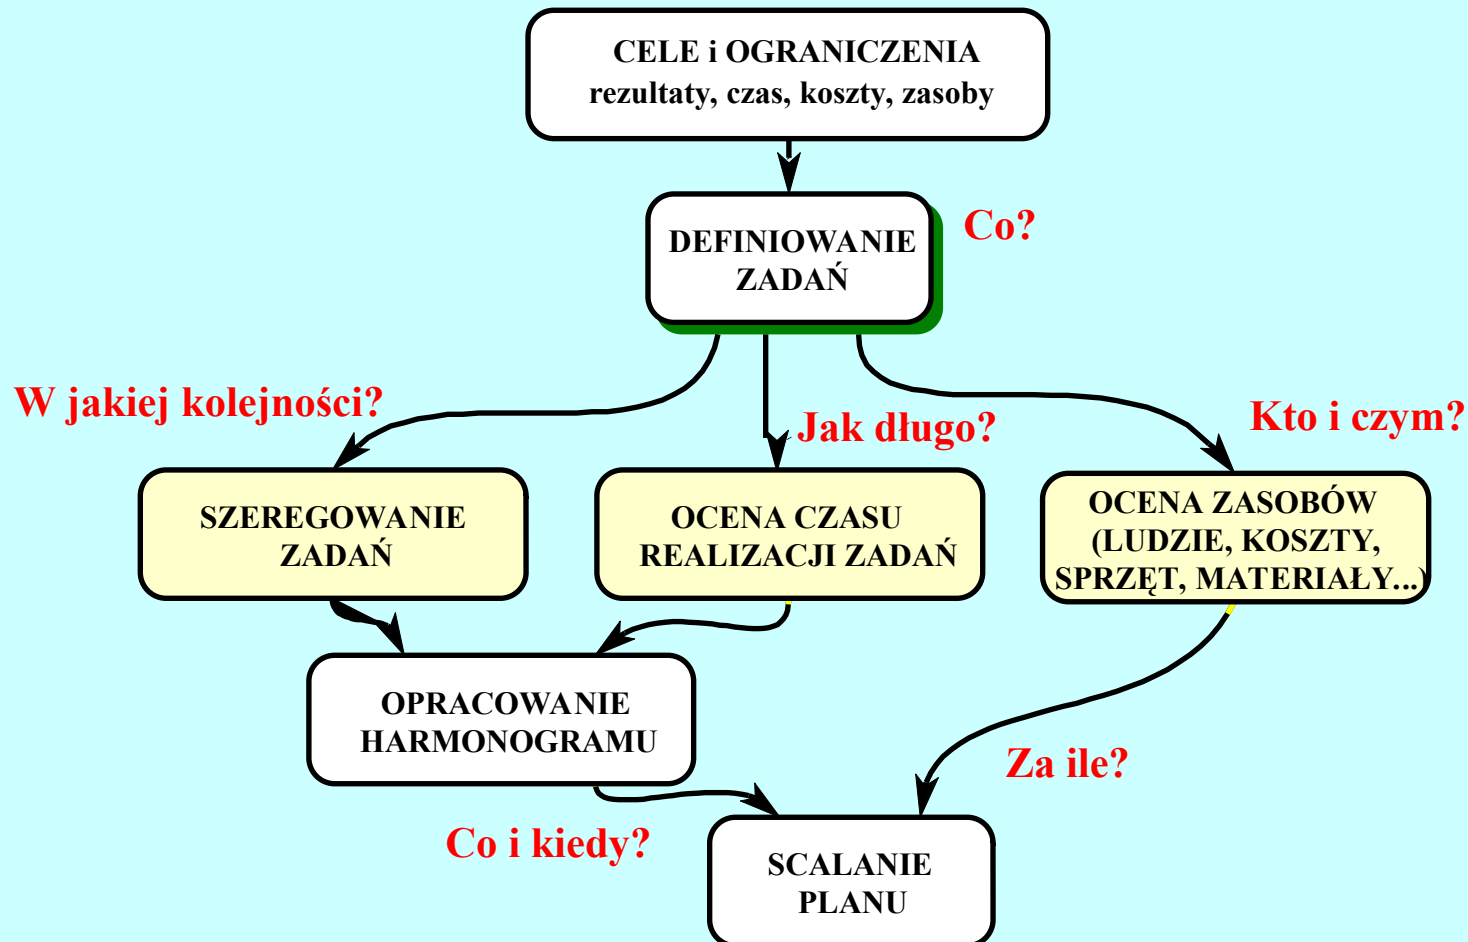 CELE i OGRANICZENIA
rezultaty, czas, koszty, zasoby
Co?
DEFINIOWANIE
ZADAŃ
W jakiej kolejności?
Jak długo?
Kto i czym?
SZEREGOWANIE
ZADAŃ
OCENA CZASU
REALIZACJI ZADAŃ
OCENA ZASOBÓW
(LUDZIE, KOSZTY,
SPRZĘT, MATERIAŁY...)
OPRACOWANIE
HARMONOGRAMU
Za ile?
Co i kiedy?
SCALANIE
PLANU